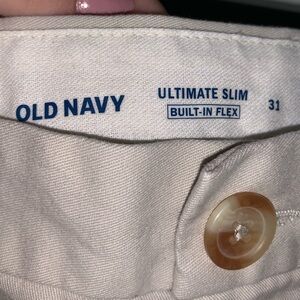 OLD NAVY
ULTIMATE SLIM
BUILT-IN FLEX
31